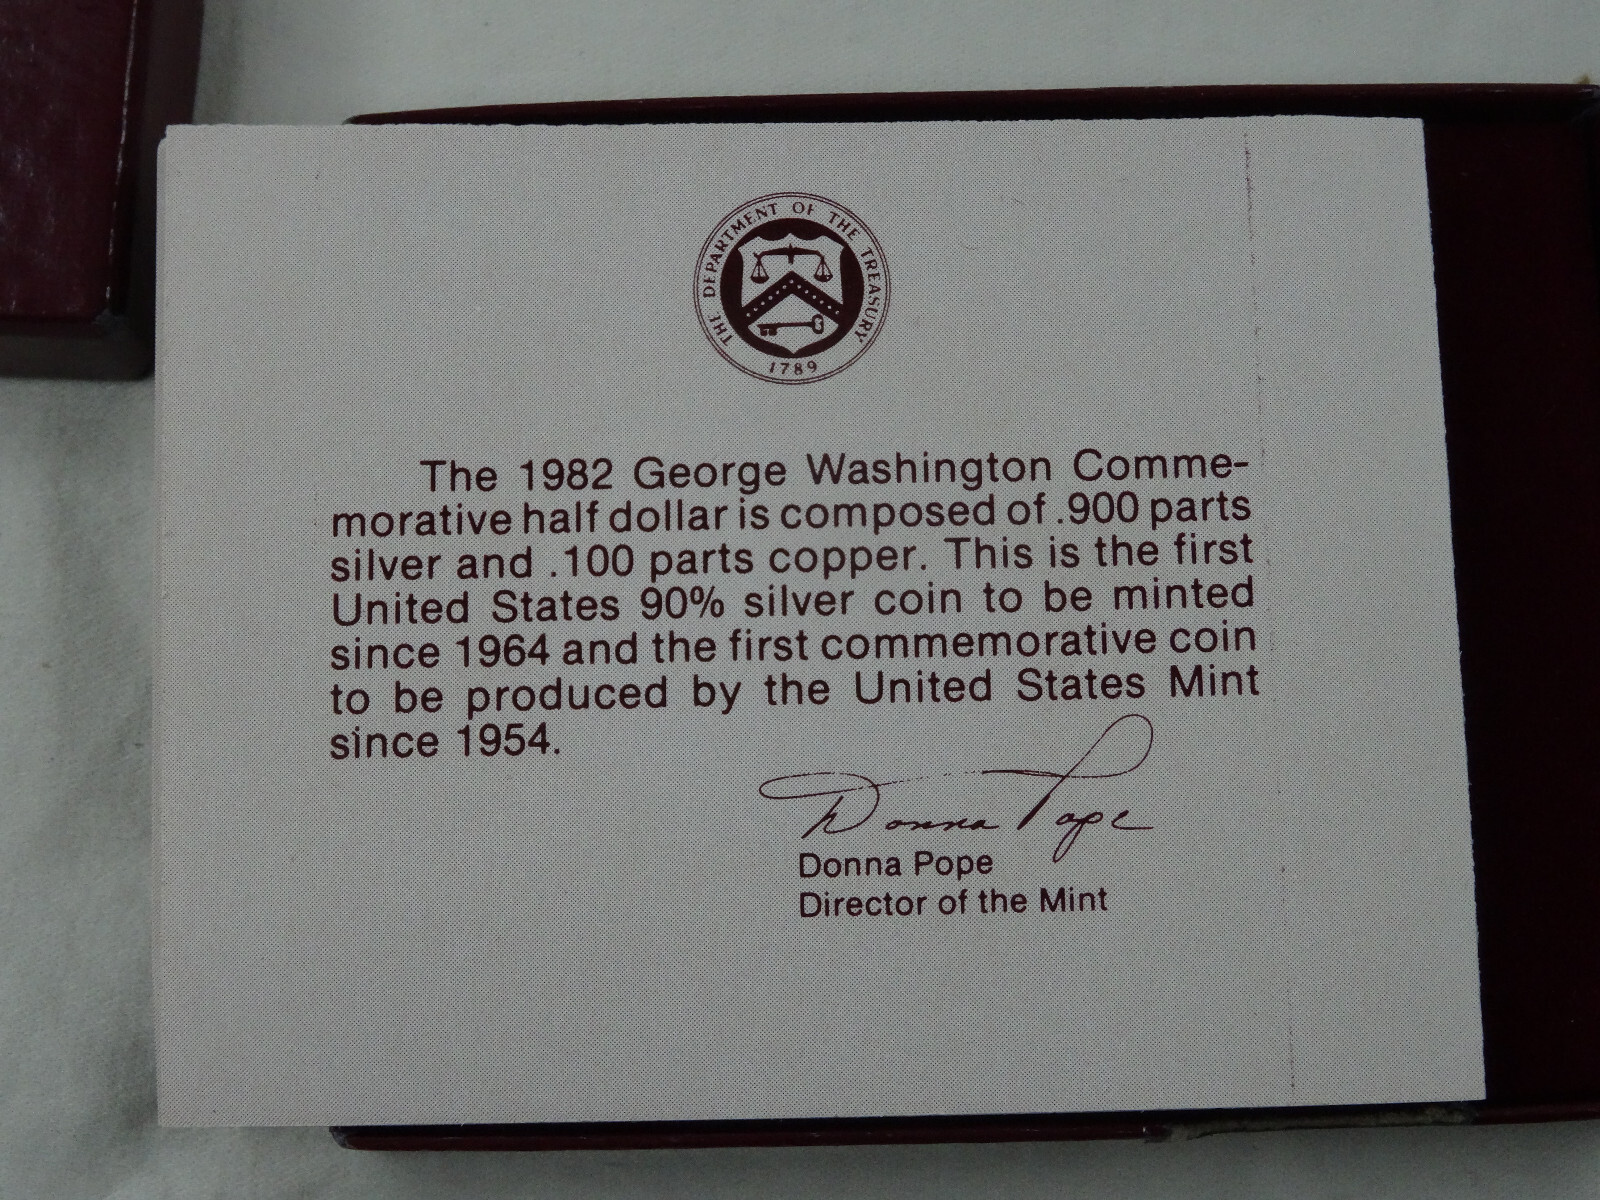 THE DEPARTMENT OF THE TREASURY
1789
The 1982 George Washington Comme-
morative half dollar is composed of .900 parts
silver and .100 parts copper. This is the first
United States 90% silver coin to be minted
since 1964 and the first commemorative coin
to be produced by the United States Mint
since 1954.
Donna Pope
Donna Pope
Director of the Mint